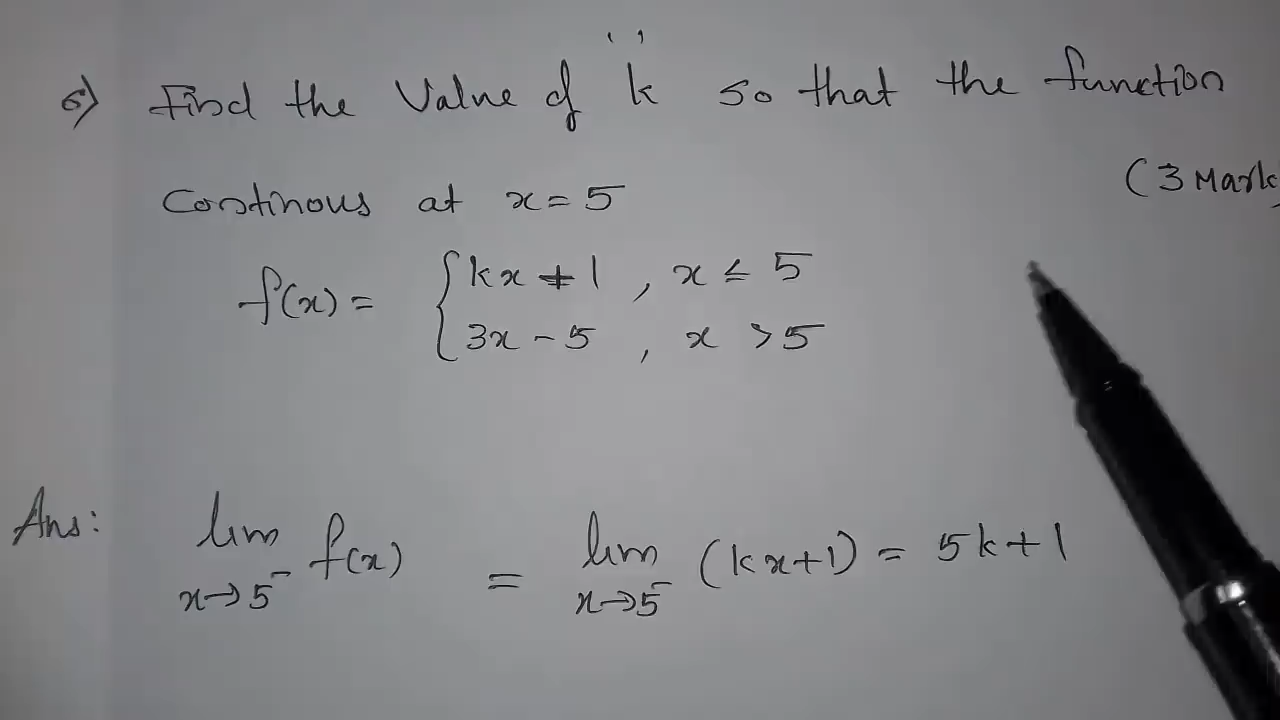 6) Find the Value of "k" so that the function
(3 Mark
Continous at x = 5
f(x) = { kx + 1 , x ≤ 5
3x - 5 , x > 5
Ans: lim x→5⁻ f(x) = lim x→5⁻ (kx+1) = 5k+1